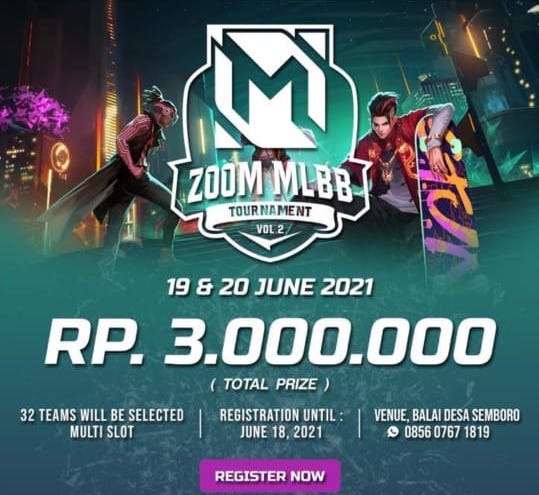 ZOOM MLBB
TOURNAMENT
VOL 2
19 & 20 JUNE 2021
RP. 3.000.000
( TOTAL PRIZE )
32 TEAMS WILL BE SELECTED
MULTI SLOT
REGISTRATION UNTIL :
JUNE 18, 2021
VENUE, BALAI DESA SEMBORO
0856 0767 1819
REGISTER NOW